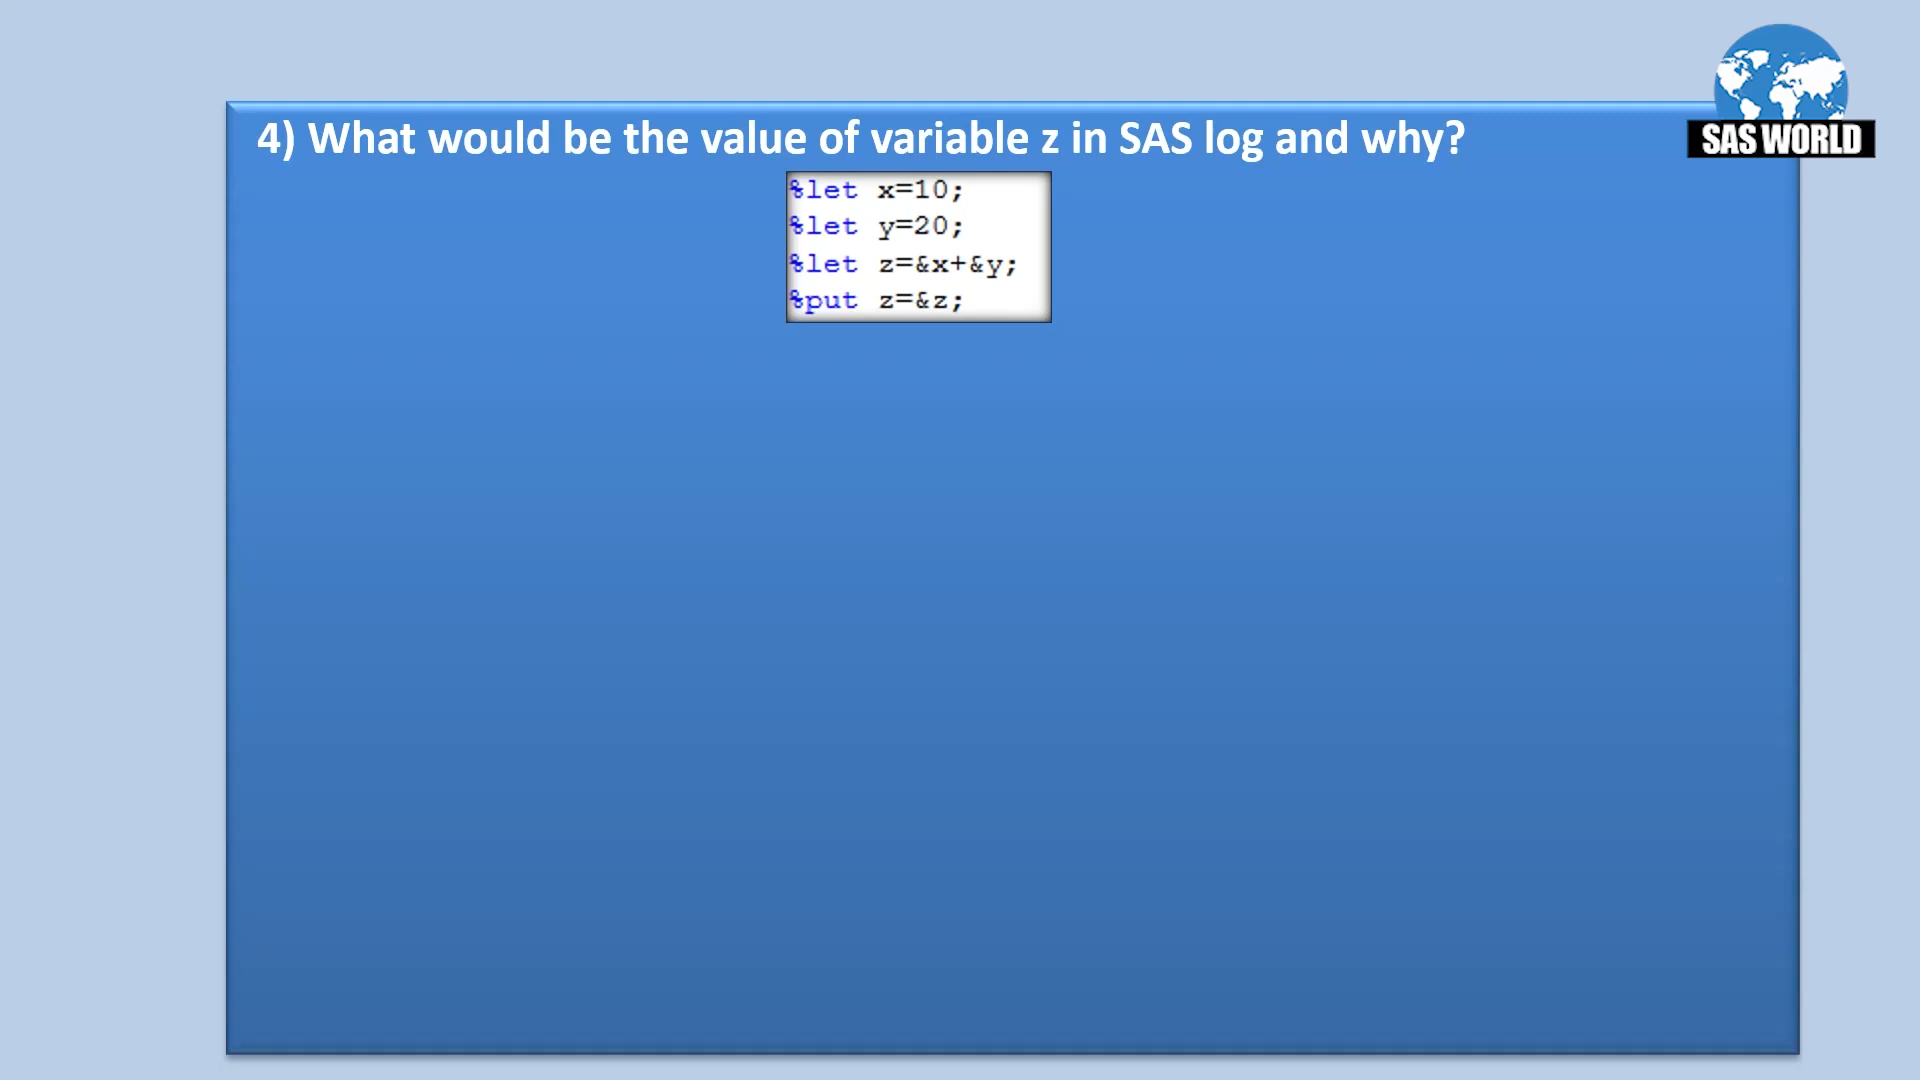 SAS WORLD
4) What would be the value of variable z in SAS log and why?
%let x=10;
%let y=20;
%let z=&x+&y;
%put z=&z;